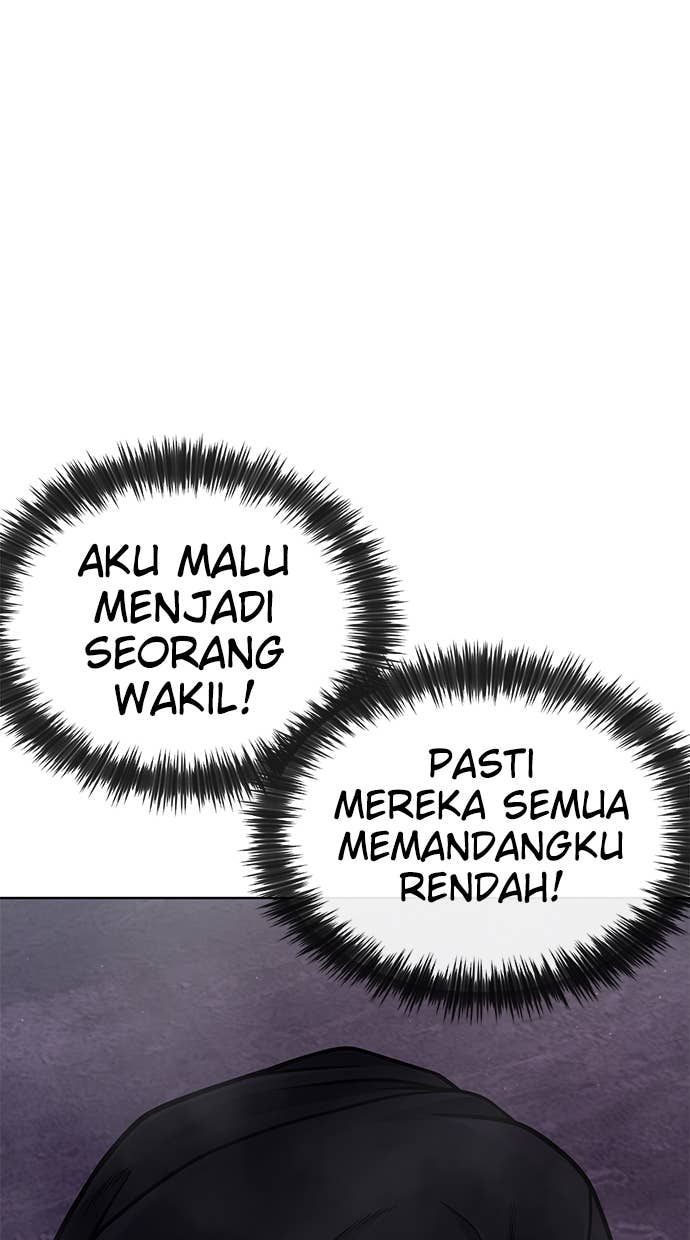 AKU MALU
MENJADI
SEORANG
WAKIL!
PASTI
MEREKA SEMUA
MEMANDANGKU
RENDAH!